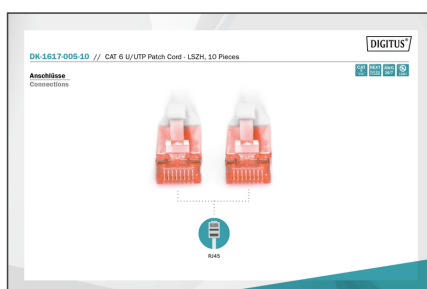 DIGITUS®
DK-1617-005-10 // CAT 6 U/UTP Patch Cord - LSZH, 10 Pieces
Anschlüsse
Connections
RJ45